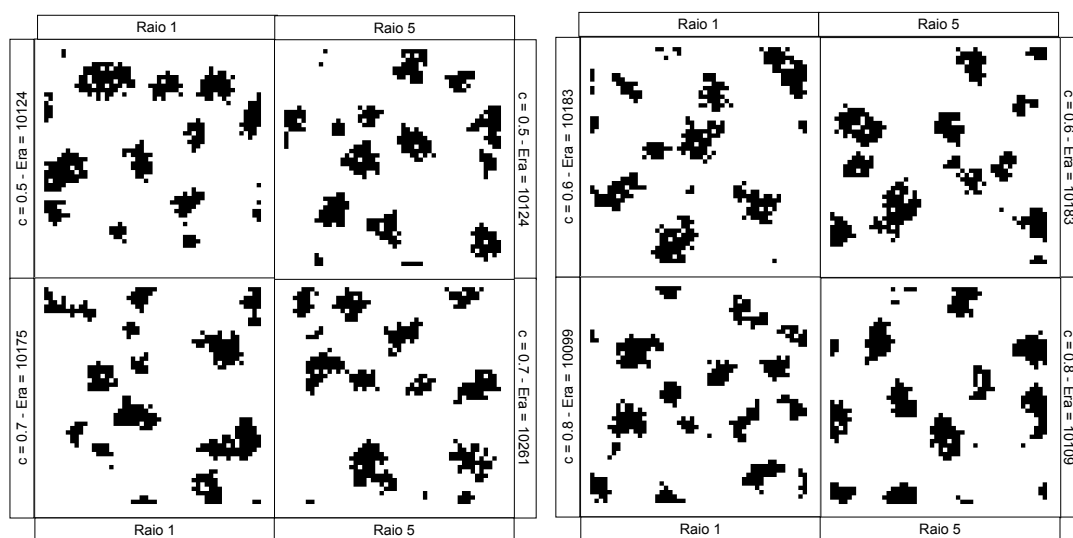 Raio 1
Raio 5
c = 0.5 - Era = 10124
c = 0.5 - Era = 10124
c = 0.7 - Era = 10175
c = 0.7 - Era = 10261
Raio 1
Raio 5
Raio 1
Raio 5
c = 0.6 - Era = 10183
c = 0.6 - Era = 10183
c = 0.8 - Era = 10099
c = 0.8 - Era = 10109
Raio 1
Raio 5